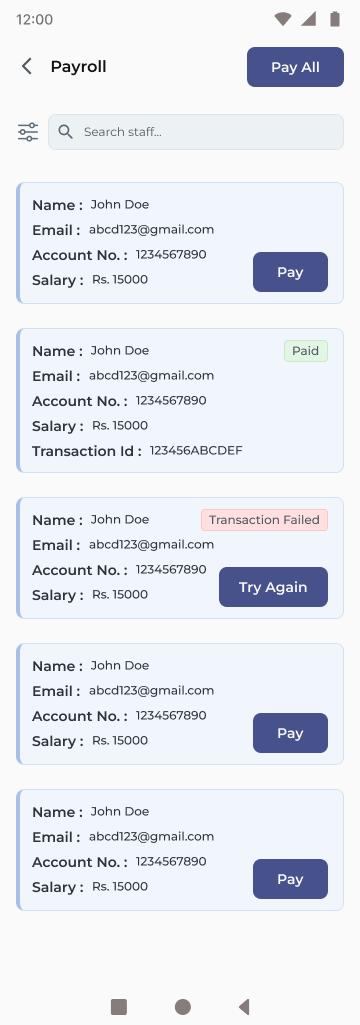 12:00
Payroll
Pay All
Search staff...
Name : John Doe
Email : abcd123@gmail.com
Account No. : 1234567890
Salary : Rs. 15000
Pay
Name : John Doe
Paid
Email : abcd123@gmail.com
Account No. : 1234567890
Salary : Rs. 15000
Transaction Id : 123456ABCDEF
Name : John Doe
Transaction Failed
Email : abcd123@gmail.com
Account No. : 1234567890
Salary : Rs. 15000
Try Again
Name : John Doe
Email : abcd123@gmail.com
Account No. : 1234567890
Salary : Rs. 15000
Pay
Name : John Doe
Email : abcd123@gmail.com
Account No. : 1234567890
Salary : Rs. 15000
Pay